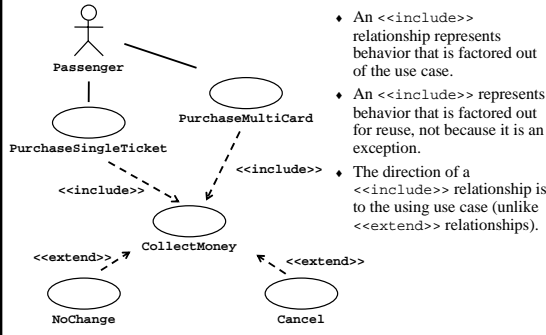 Passenger
PurchaseSingleTicket
PurchaseMultiCard
<<include>>
<<include>>
CollectMoney
<<extend>>
<<extend>>
NoChange
Cancel
♦ An <<include>>
relationship represents
behavior that is factored out
of the use case.
♦ An <<include>> represents
behavior that is factored out
for reuse, not because it is an
exception.
♦ The direction of a
<<include>> relationship is
to the using use case (unlike
<<extend>> relationships).